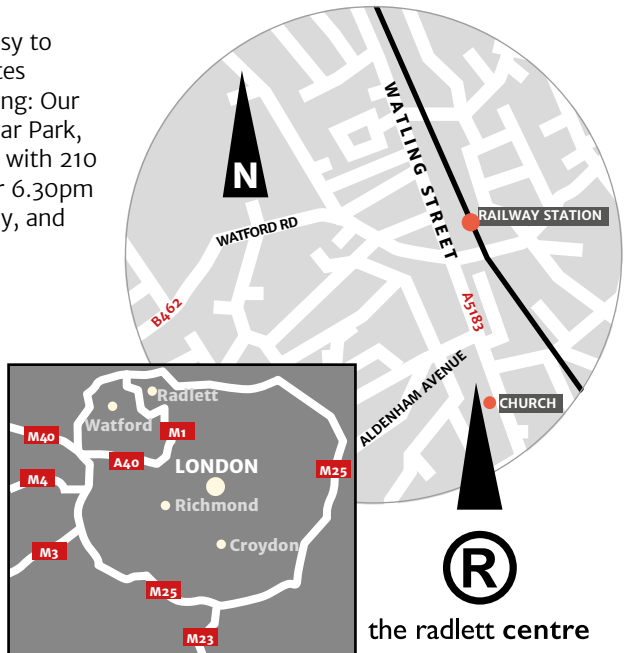 sy to
tes
ng: Our
ar Park,
with 210
r 6.30pm
y, and
N
WATLING STREET
RAILWAY STATION
WATFORD RD
B462
A5183
ALDENHAM AVENUE
CHURCH
Radlett
Watford
M1
M40
A40
LONDON
M25
M4
Richmond
M3
Croydon
M25
M23
R
the radlett centre